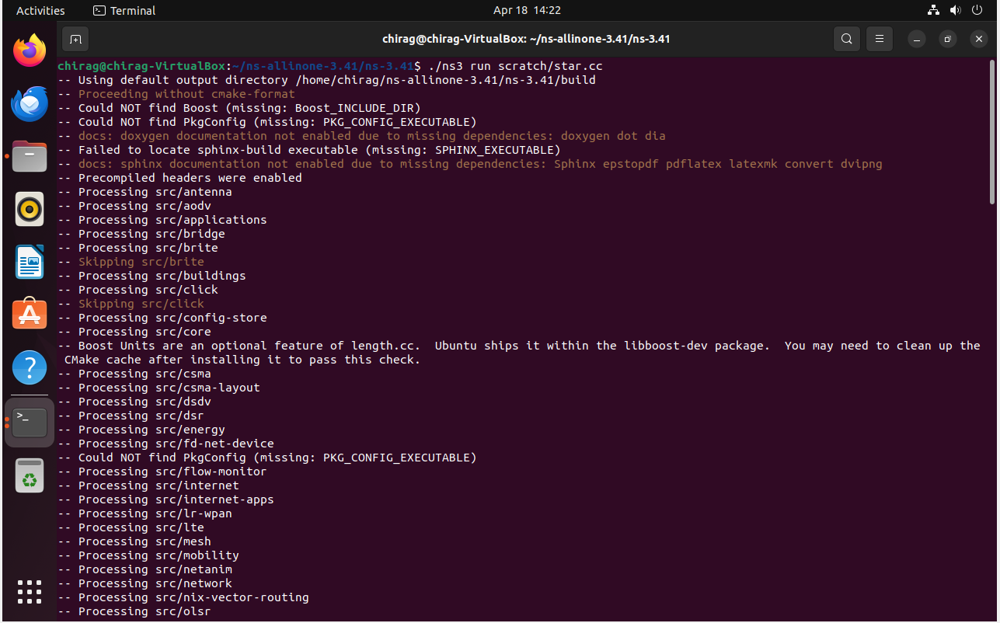 Activities Terminal Apr 18 14:22
chirag@chirag-VirtualBox: ~/ns-allinone-3.41/ns-3.41
chirag@chirag-VirtualBox:~/ns-allinone-3.41/ns-3.41$ ./ns3 run scratch/star.cc
-- Using default output directory /home/chirag/ns-allinone-3.41/ns-3.41/build
-- Proceeding without cmake-format
-- Could NOT find Boost (missing: Boost_INCLUDE_DIR)
-- Could NOT find PkgConfig (missing: PKG_CONFIG_EXECUTABLE)
-- docs: doxygen documentation not enabled due to missing dependencies: doxygen dot dia
-- Failed to locate sphinx-build executable (missing: SPHINX_EXECUTABLE)
-- docs: sphinx documentation not enabled due to missing dependencies: Sphinx epstopdf pdflatex latexmk convert dvipng
-- Precompiled headers were enabled
-- Processing src/antenna
-- Processing src/aodv
-- Processing src/applications
-- Processing src/bridge
-- Processing src/brite
-- Skipping src/brite
-- Processing src/buildings
-- Processing src/click
-- Skipping src/click
-- Processing src/config-store
-- Processing src/core
-- Boost Units are an optional feature of length.cc.  Ubuntu ships it within the libboost-dev package.  You may need to clean up the
 CMake cache after installing it to pass this check.
-- Processing src/csma
-- Processing src/csma-layout
-- Processing src/dsdv
-- Processing src/dsr
-- Processing src/energy
-- Processing src/fd-net-device
-- Could NOT find PkgConfig (missing: PKG_CONFIG_EXECUTABLE)
-- Processing src/flow-monitor
-- Processing src/internet
-- Processing src/internet-apps
-- Processing src/lr-wpan
-- Processing src/lte
-- Processing src/mesh
-- Processing src/mobility
-- Processing src/netanim
-- Processing src/network
-- Processing src/nix-vector-routing
-- Processing src/olsr